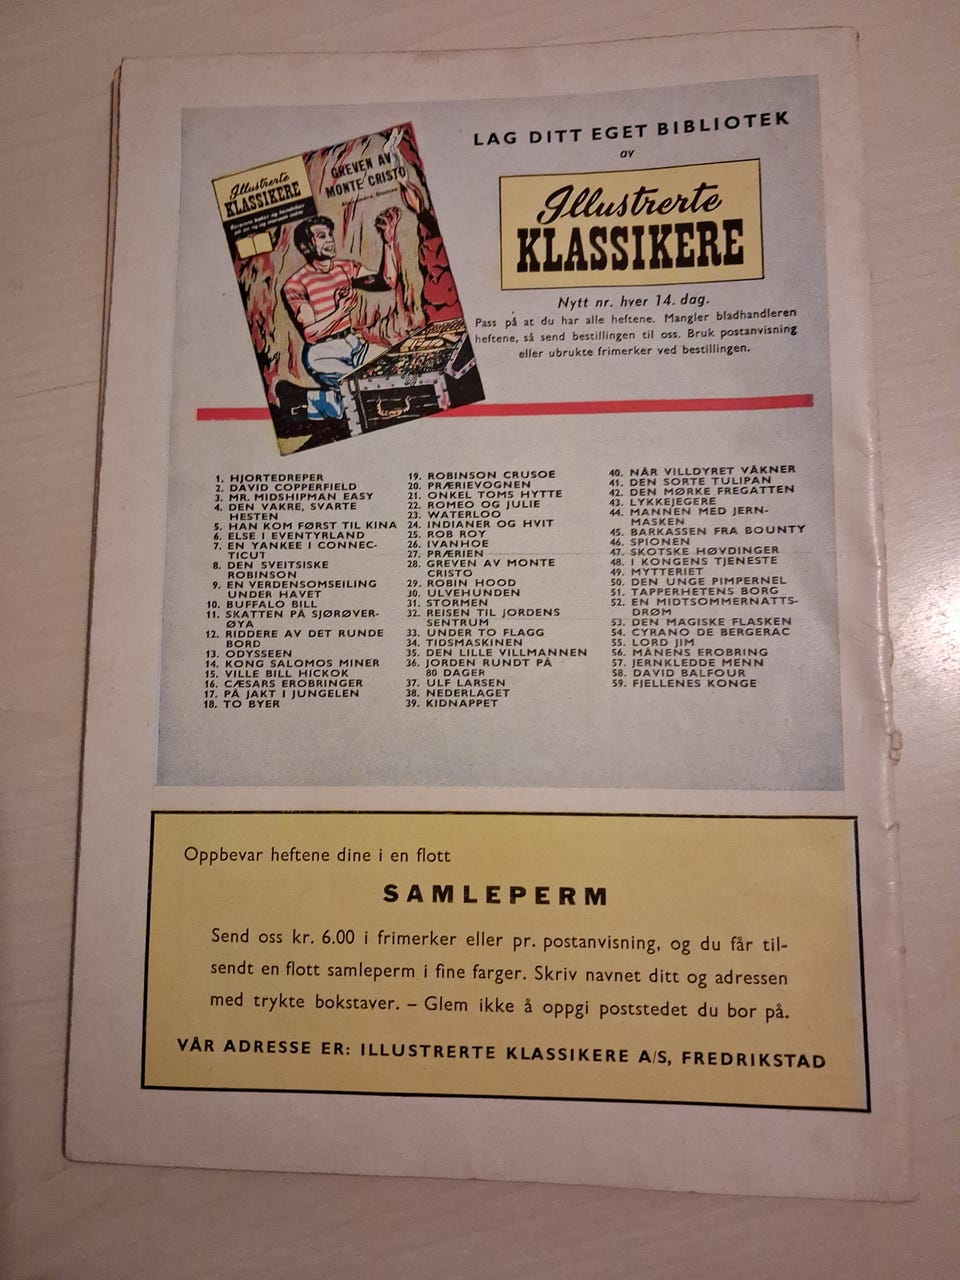 LAG DITT EGET BIBLIOTEK
av
Illustrerte
KLASSIKERE
Nytt nr. hver 14. dag.
Pass på at du har alle heftene. Mangler bladhandleren
heftene, så send bestillingen til oss. Bruk postanvisning
eller ubrukte frimerker ved bestillingen.
Illustrerte
KLASSIKERE
GREVEN AV
MONTE CRISTO
Alexandre Dumas
1. HJORTEDREPER
2. DAVID COPPERFIELD
3. MR. MIDSHIPMAN EASY
4. DEN VAKRE, SVARTE
HESTEN
5. HAN KOM FØRST TIL KINA
6. ELSE I EVENTYRLAND
7. EN YANKEE I CONNEC-
TICUT
8. DEN SVEITSISKE
ROBINSON
9. EN VERDENSOMSEILING
UNDER HAVET
10. BUFFALO BILL
11. SKATTEN PÅ SJØRØVER-
ØYA
12. RIDDERE AV DET RUNDE
BORD
13. ODYSSEEN
14. KONG SALOMOS MINER
15. VILLE BILL HICKOK
16. CÆSARS EROBRINGER
17. PÅ JAKT I JUNGELEN
18. TO BYER
19. ROBINSON CRUSOE
20. PRÆRIEVOGNEN
21. ONKEL TOMS HYTTE
22. ROMEO OG JULIE
23. WATERLOO
24. INDIANER OG HVIT
25. ROB ROY
26. IVANHOE
27. PRÆRIEN
28. GREVEN AV MONTE
CRISTO
29. ROBIN HOOD
30. ULVEHUNDEN
31. STORMEN
32. REISEN TIL JORDENS
SENTRUM
33. UNDER TO FLAGG
34. TIDSMASKINEN
35. DEN LILLE VILLMANNEN
36. JORDEN RUNDT PÅ
80 DAGER
37. ULF LARSEN
38. NEDERLAGET
39. KIDNAPPET
40. NÅR VILLDYRET VÅKNER
41. DEN SORTE TULIPAN
42. DEN MØRKE FREGATTEN
43. LYKKEJEGERE
44. MANNEN MED JERN-
MASKEN
45. BARKASSEN FRA BOUNTY
46. SPIONEN
47. SKOTSKE HØVDINGER
48. I KONGENS TJENESTE
49. MYTTERIET
50. DEN UNGE PIMPERNEL
51. TAPPERHETENS BORG
52. EN MIDTSOMMERNATTS-
DRØM
53. DEN MAGISKE FLASKEN
54. CYRANO DE BERGERAC
55. LORD JIM
56. MÅNENS EROBRING
57. JERNKLEDDE MENN
58. DAVID BALFOUR
59. FJELLENES KONGE
Oppbevar heftene dine i en flott
SAMLEPERM
Send oss kr. 6.00 i frimerker eller pr. postanvisning, og du får til-
sendt en flott samleperm i fine farger. Skriv navnet ditt og adressen
med trykte bokstaver. – Glem ikke å oppgi poststedet du bor på.
VÅR ADRESSE ER: ILLUSTRERTE KLASSIKERE A/S, FREDRIKSTAD